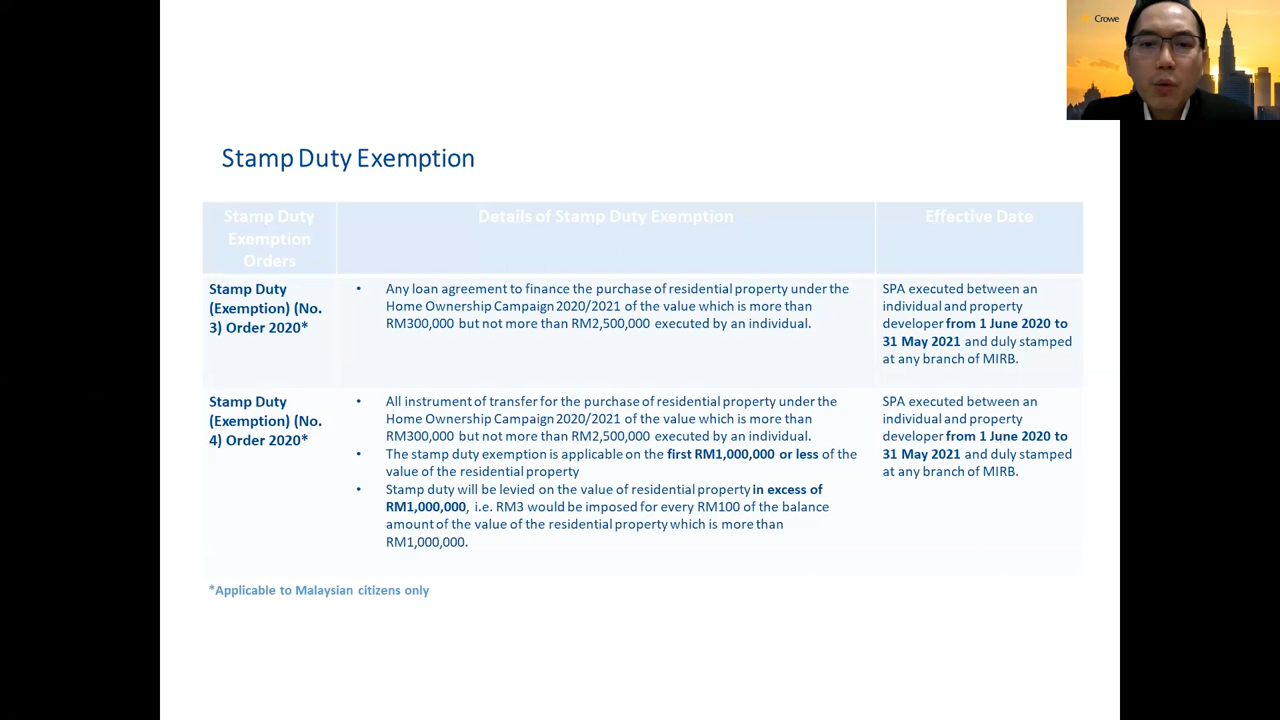 Crowe
Stamp Duty Exemption
Stamp Duty
Exemption
Orders
Details of Stamp Duty Exemption
Effective Date
Stamp Duty
(Exemption) (No.
3) Order 2020*
• Any loan agreement to finance the purchase of residential property under the
Home Ownership Campaign 2020/2021 of the value which is more than
RM300,000 but not more than RM2,500,000 executed by an individual.
SPA executed between an
individual and property
developer from 1 June 2020 to
31 May 2021 and duly stamped
at any branch of MIRB.
Stamp Duty
(Exemption) (No.
4) Order 2020*
• All instrument of transfer for the purchase of residential property under the
Home Ownership Campaign 2020/2021 of the value which is more than
RM300,000 but not more than RM2,500,000 executed by an individual.
• The stamp duty exemption is applicable on the first RM1,000,000 or less of the
value of the residential property
• Stamp duty will be levied on the value of residential property in excess of
RM1,000,000, i.e. RM3 would be imposed for every RM100 of the balance
amount of the value of the residential property which is more than
RM1,000,000.
SPA executed between an
individual and property
developer from 1 June 2020 to
31 May 2021 and duly stamped
at any branch of MIRB.
*Applicable to Malaysian citizens only